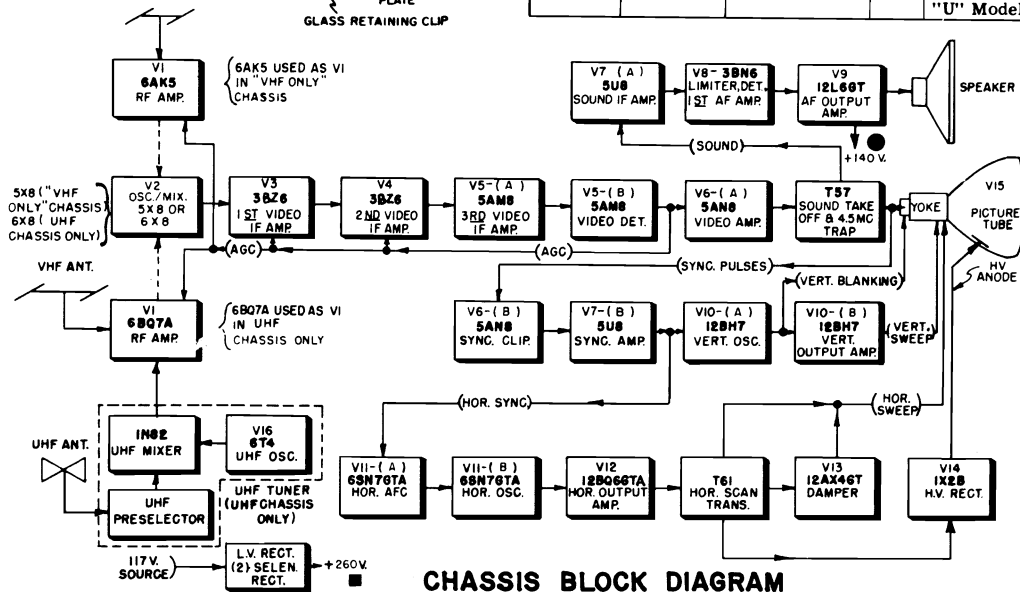 PLATE
GLASS RETAINING CLIP
"U" Model
V1
6AK5
RF AMP.
6AK5 USED AS V1
IN "VHF ONLY"
CHASSIS
V7 (A)
5U8
SOUND IF AMP.
V8-3BN6
LIMITER, DET.
1ST AF AMP.
V9
12L6GT
AF OUTPUT
AMP.
SPEAKER
+140 V.
(SOUND)
5X8 ("VHF
ONLY" CHASSIS)
6X8 (UHF
CHASSIS ONLY)
V2
OSC./MIX.
5X8 OR
6X8
V3
3BZ6
1ST VIDEO
IF AMP.
V4
3BZ6
2ND VIDEO
IF AMP.
V5-(A)
5AM8
3RD VIDEO
IF AMP.
V5-(B)
5AM8
VIDEO DET.
V6-(A)
5AN8
VIDEO AMP.
T57
SOUND TAKE
OFF & 4.5MC
TRAP
YOKE
V15
PICTURE
TUBE
(AGC)
(AGC)
(SYNC. PULSES)
(VERT. BLANKING)
HV
ANODE
VHF ANT.
V1
6BQ7A
RF AMP.
6BQ7A USED AS V1
IN UHF
CHASSIS ONLY
V6-(B)
5AN8
SYNC. CLIP.
V7-(B)
5U8
SYNC. AMP.
V10-(A)
12BH7
VERT. OSC.
V10-(B)
12BH7
VERT.
OUTPUT AMP.
(VERT.
SWEEP)
(HOR. SYNC)
(HOR.
SWEEP)
UHF ANT.
1N82
UHF MIXER
V16
6T4
UHF OSC.
UHF
PRESELECTOR
UHF TUNER
(UHF CHASSIS
ONLY)
V11-(A)
6SN7GTA
HOR. AFC
V11-(B)
6SN7GTA
HOR. OSC.
V12
12BQ6GTA
HOR. OUTPUT
AMP.
T61
HOR. SCAN
TRANS.
V13
12AX4GT
DAMPER
V14
1X2B
H.V. RECT.
117V.
SOURCE)
L.V. RECT.
(2) SELEN.
RECT.
+260V.
CHASSIS BLOCK DIAGRAM